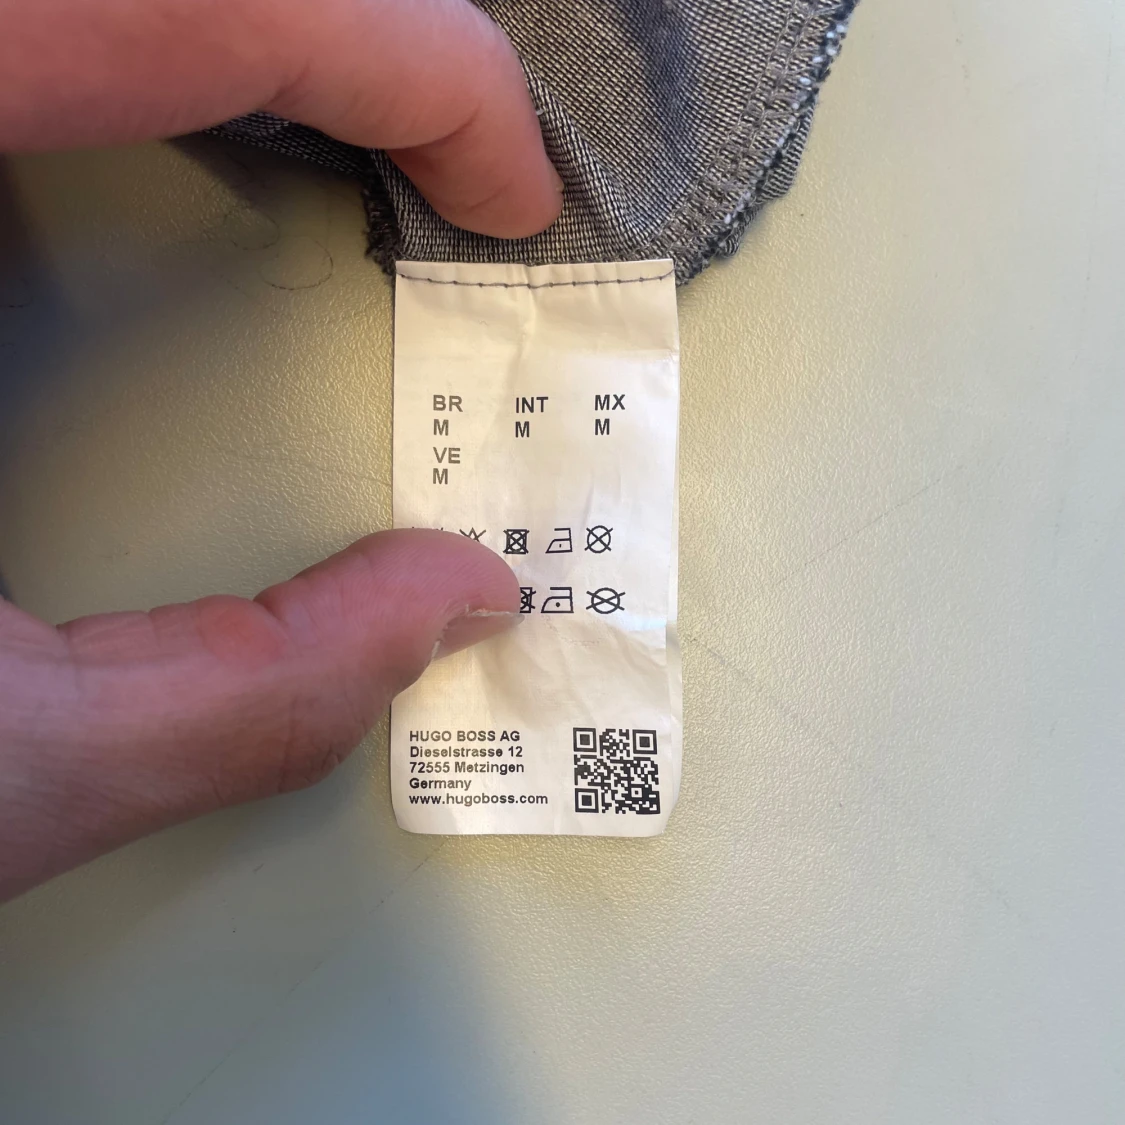 BR INT MX
M M M
VE
M
HUGO BOSS AG
Dieselstrasse 12
72555 Metzingen
Germany
www.hugoboss.com